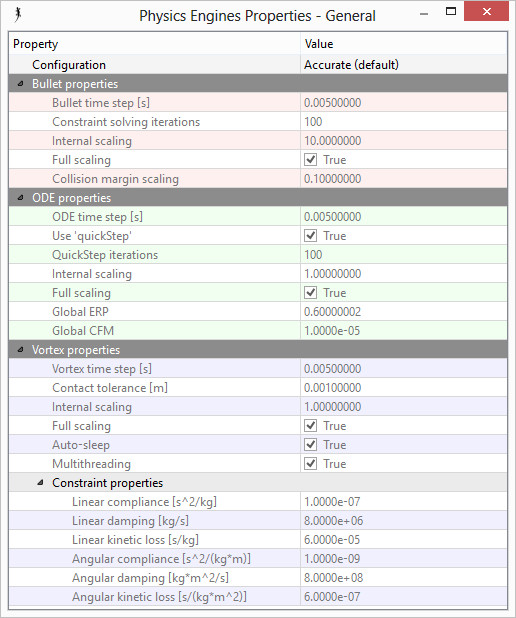 Physics Engines Properties - General
Property Value
Configuration Accurate (default)
Bullet properties
Bullet time step [s] 0.00500000
Constraint solving iterations 100
Internal scaling 10.0000000
Full scaling True
Collision margin scaling 0.10000000
ODE properties
ODE time step [s] 0.00500000
Use 'quickStep' True
QuickStep iterations 100
Internal scaling 1.00000000
Full scaling True
Global ERP 0.60000002
Global CFM 1.0000e-05
Vortex properties
Vortex time step [s] 0.00500000
Contact tolerance [m] 0.00100000
Internal scaling 1.00000000
Full scaling True
Auto-sleep True
Multithreading True
Constraint properties
Linear compliance [s^2/kg] 1.0000e-07
Linear damping [kg/s] 8.0000e+06
Linear kinetic loss [s/kg] 6.0000e-05
Angular compliance [s^2/(kg*m)] 1.0000e-09
Angular damping [kg*m^2/s] 8.0000e+08
Angular kinetic loss [s/(kg*m^2)] 6.0000e-07